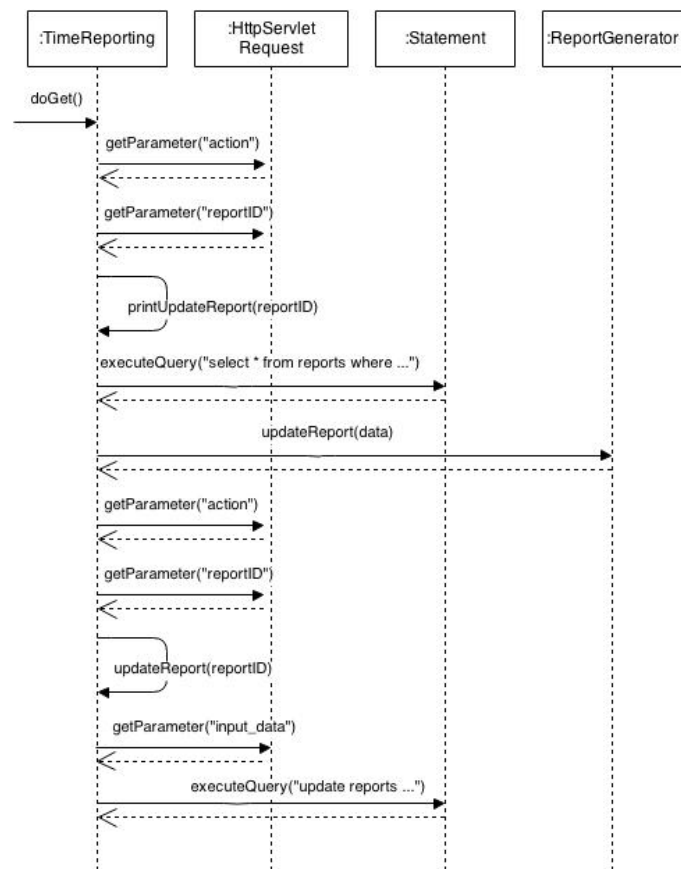 :TimeReporting
:HttpServlet
Request
:Statement
:ReportGenerator
doGet()
getParameter("action")
getParameter("reportID")
printUpdateReport(reportID)
executeQuery("select * from reports where ...")
updateReport(data)
getParameter("action")
getParameter("reportID")
updateReport(reportID)
getParameter("input_data")
executeQuery("update reports ...")